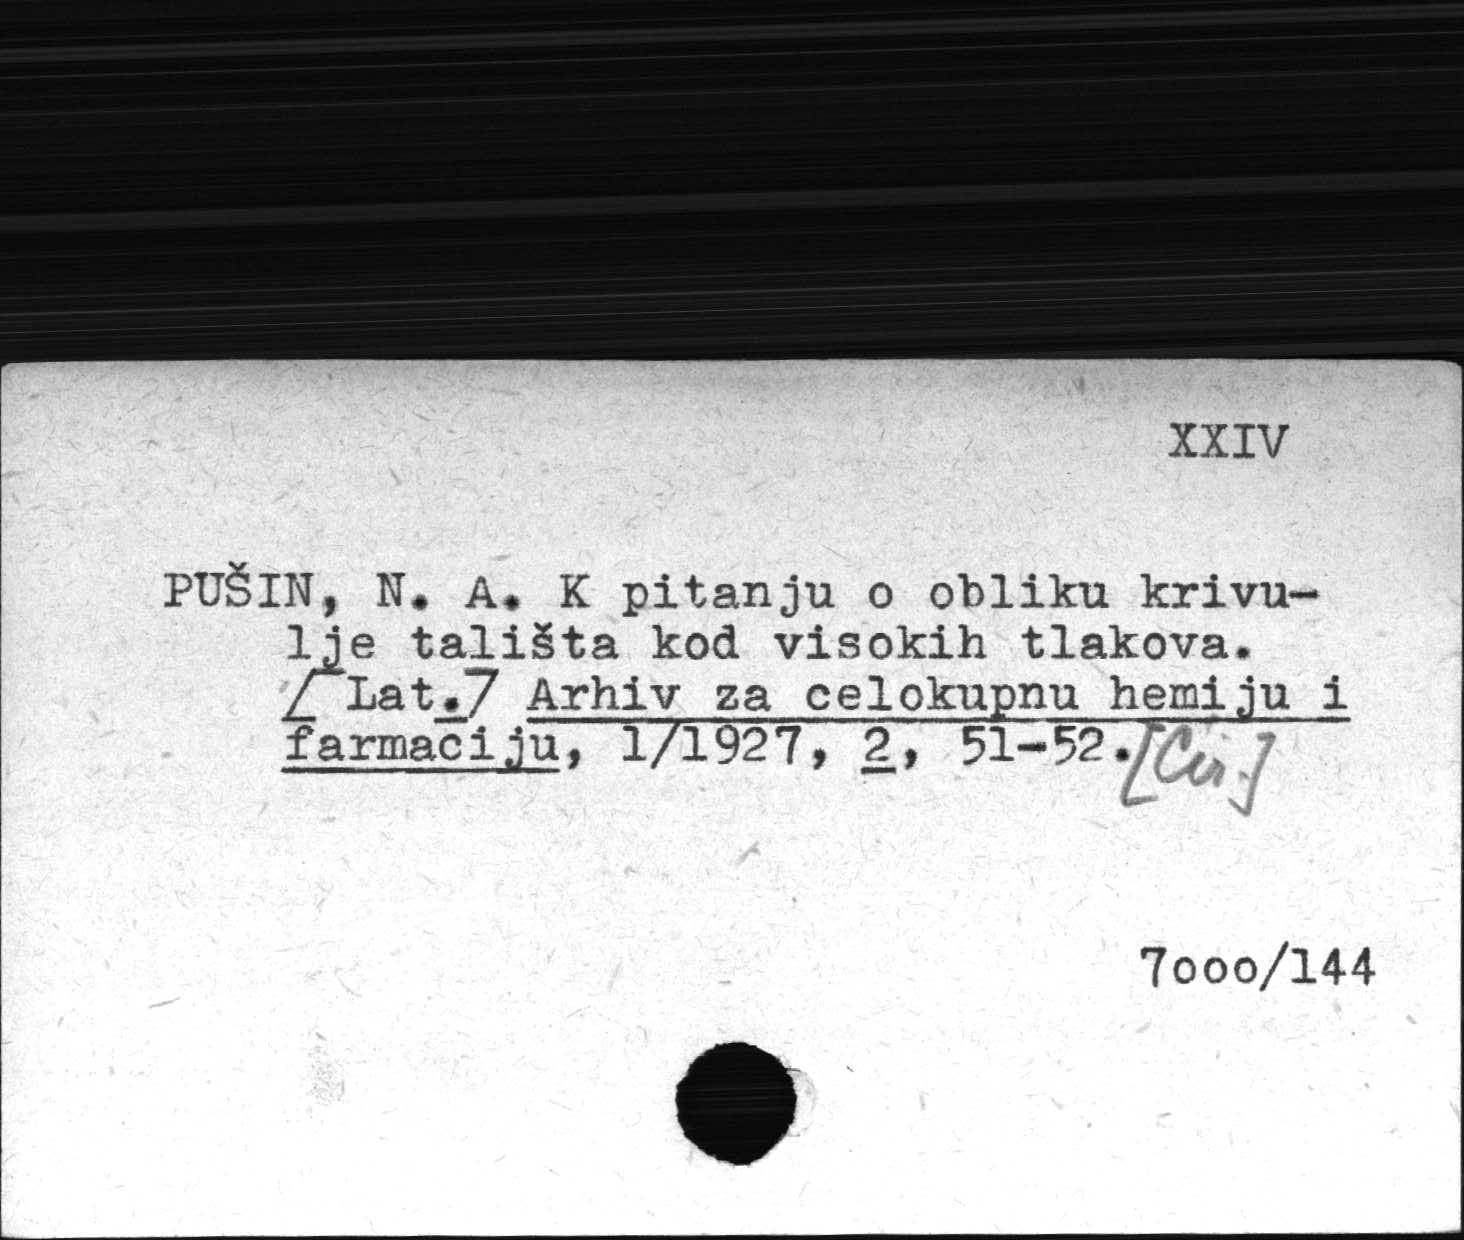 XXIV
PUŠIN, N. A. K pitanju o obliku krivu-
lje tališta kod visokih tlakova.
/ Lat./ Arhiv za celokupnu hemiju i
farmaciju, 1/1927, 2, 51-52. [Ćir.]
7ooo/144